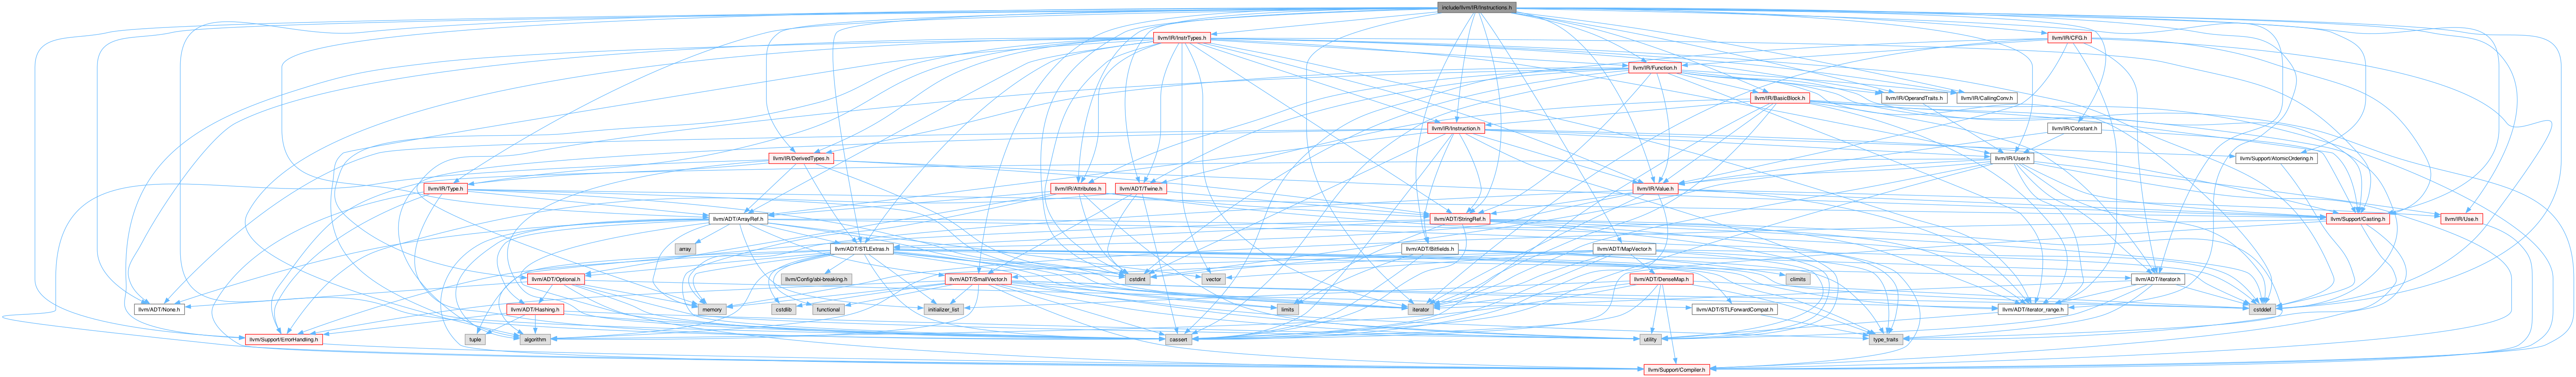 include/llvm/IR/Instructions.h
llvm/IR/InstrTypes.h
llvm/IR/CFG.h
llvm/IR/Function.h
llvm/IR/BasicBlock.h
llvm/IR/OperandTraits.h
llvm/IR/CallingConv.h
llvm/IR/Instruction.h
llvm/IR/Constant.h
llvm/IR/DerivedTypes.h
llvm/IR/User.h
llvm/Support/AtomicOrdering.h
llvm/IR/Type.h
llvm/IR/Attributes.h
llvm/ADT/Twine.h
llvm/IR/Value.h
llvm/ADT/ArrayRef.h
llvm/ADT/StringRef.h
llvm/Support/Casting.h
llvm/IR/Use.h
array
llvm/ADT/STLExtras.h
llvm/ADT/Bitfields.h
llvm/ADT/MapVector.h
llvm/ADT/Optional.h
llvm/Config/abi-breaking.h
llvm/ADT/SmallVector.h
cstdint
vector
llvm/ADT/DenseMap.h
climits
llvm/ADT/iterator.h
llvm/ADT/None.h
llvm/ADT/Hashing.h
memory
cstdlib
functional
initializer_list
limits
iterator
llvm/ADT/STLForwardCompat.h
llvm/ADT/iterator_range.h
cstddef
llvm/Support/ErrorHandling.h
tuple
algorithm
cassert
utility
type_traits
llvm/Support/Compiler.h